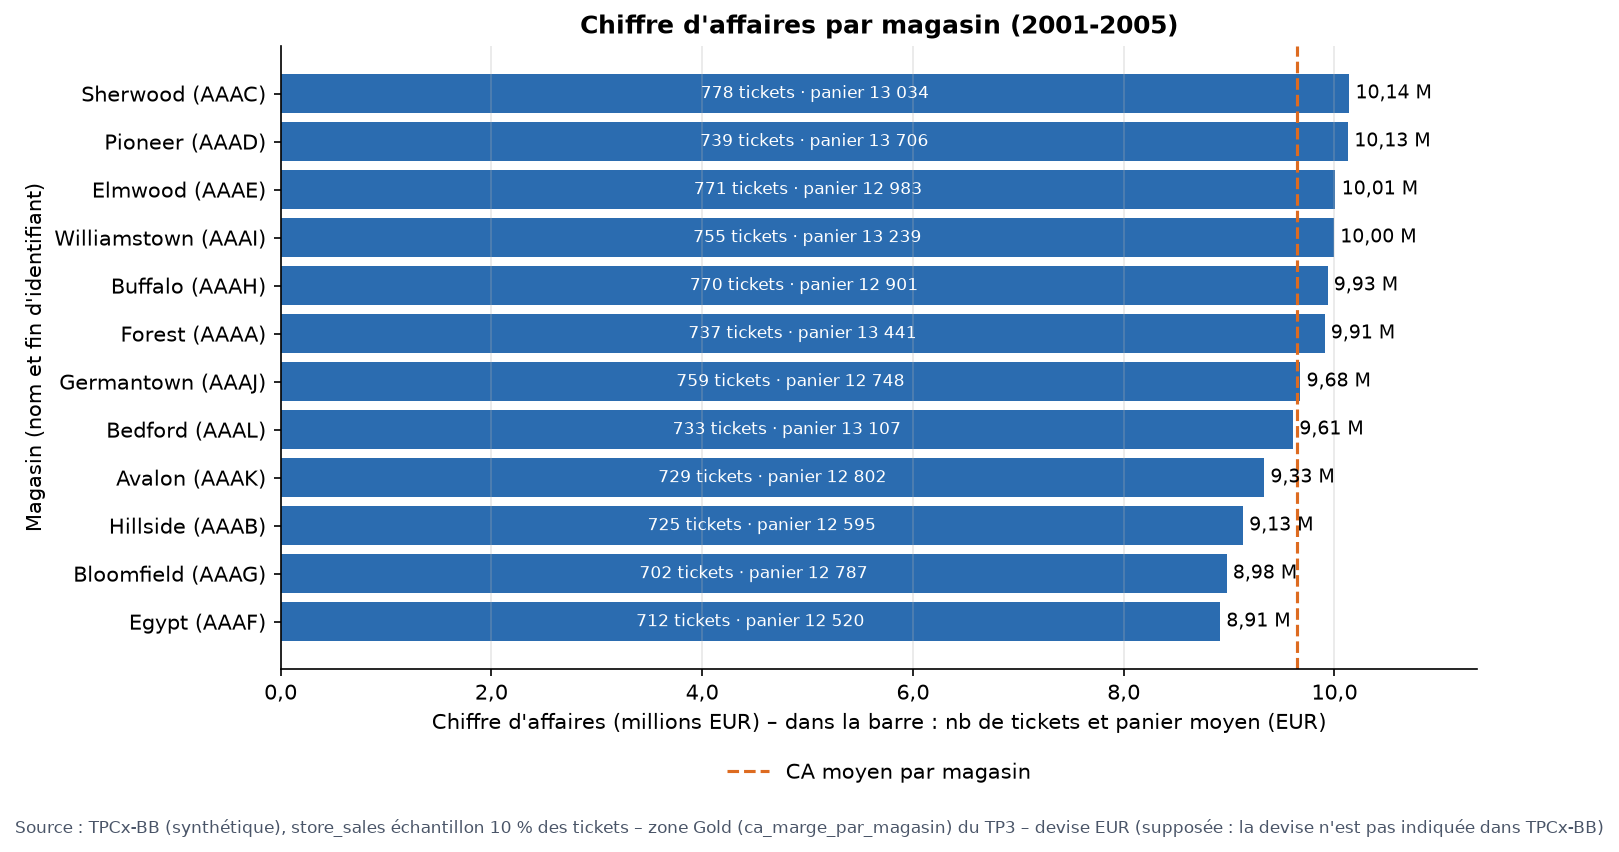 Chiffre d'affaires par magasin (2001-2005)
Magasin (nom et fin d'identifiant)
Sherwood (AAAC) 778 tickets · panier 13 034 10,14 M
Pioneer (AAAD) 739 tickets · panier 13 706 10,13 M
Elmwood (AAAE) 771 tickets · panier 12 983 10,01 M
Williamstown (AAAI) 755 tickets · panier 13 239 10,00 M
Buffalo (AAAH) 770 tickets · panier 12 901 9,93 M
Forest (AAAA) 737 tickets · panier 13 441 9,91 M
Germantown (AAAJ) 759 tickets · panier 12 748 9,68 M
Bedford (AAAL) 733 tickets · panier 13 107 9,61 M
Avalon (AAAK) 729 tickets · panier 12 802 9,33 M
Hillside (AAAB) 725 tickets · panier 12 595 9,13 M
Bloomfield (AAAG) 702 tickets · panier 12 787 8,98 M
Egypt (AAAF) 712 tickets · panier 12 520 8,91 M
0,0 2,0 4,0 6,0 8,0 10,0
Chiffre d'affaires (millions EUR) – dans la barre : nb de tickets et panier moyen (EUR)
CA moyen par magasin
Source : TPCx-BB (synthétique), store_sales échantillon 10 % des tickets – zone Gold (ca_marge_par_magasin) du TP3 – devise EUR (supposée : la devise n'est pas indiquée dans TPCx-BB)